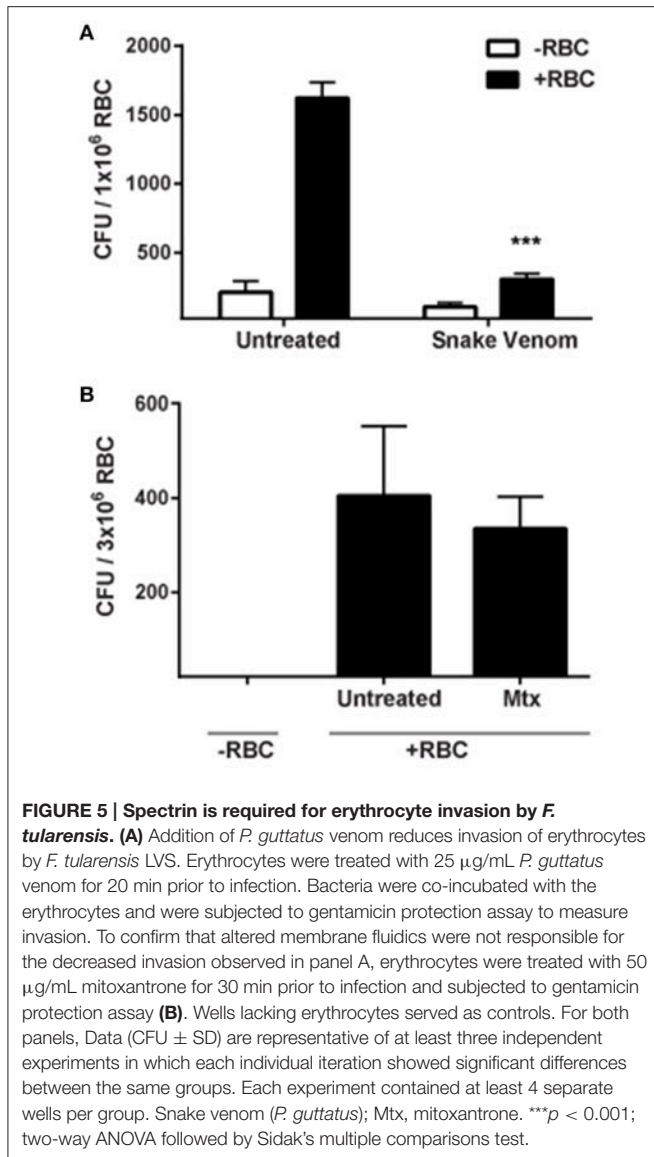 A
2000
1500
1000
500
CFU / 1x10⁶ RBC
-RBC
+RBC
***
Untreated
Snake Venom
B
600
400
200
CFU / 3x10⁶ RBC
Untreated
Mtx
-RBC
+RBC
FIGURE 5 | Spectrin is required for erythrocyte invasion by F.
tularensis. (A) Addition of P. guttatus venom reduces invasion of erythrocytes
by F. tularensis LVS. Erythrocytes were treated with 25 μg/mL P. guttatus
venom for 20 min prior to infection. Bacteria were co-incubated with the
erythrocytes and were subjected to gentamicin protection assay to measure
invasion. To confirm that altered membrane fluidics were not responsible for
the decreased invasion observed in panel A, erythrocytes were treated with 50
μg/mL mitoxantrone for 30 min prior to infection and subjected to gentamicin
protection assay (B). Wells lacking erythrocytes served as controls. For both
panels, Data (CFU ± SD) are representative of at least three independent
experiments in which each individual iteration showed significant differences
between the same groups. Each experiment contained at least 4 separate
wells per group. Snake venom (P. guttatus); Mtx, mitoxantrone. ***p < 0.001;
two-way ANOVA followed by Sidak's multiple comparisons test.